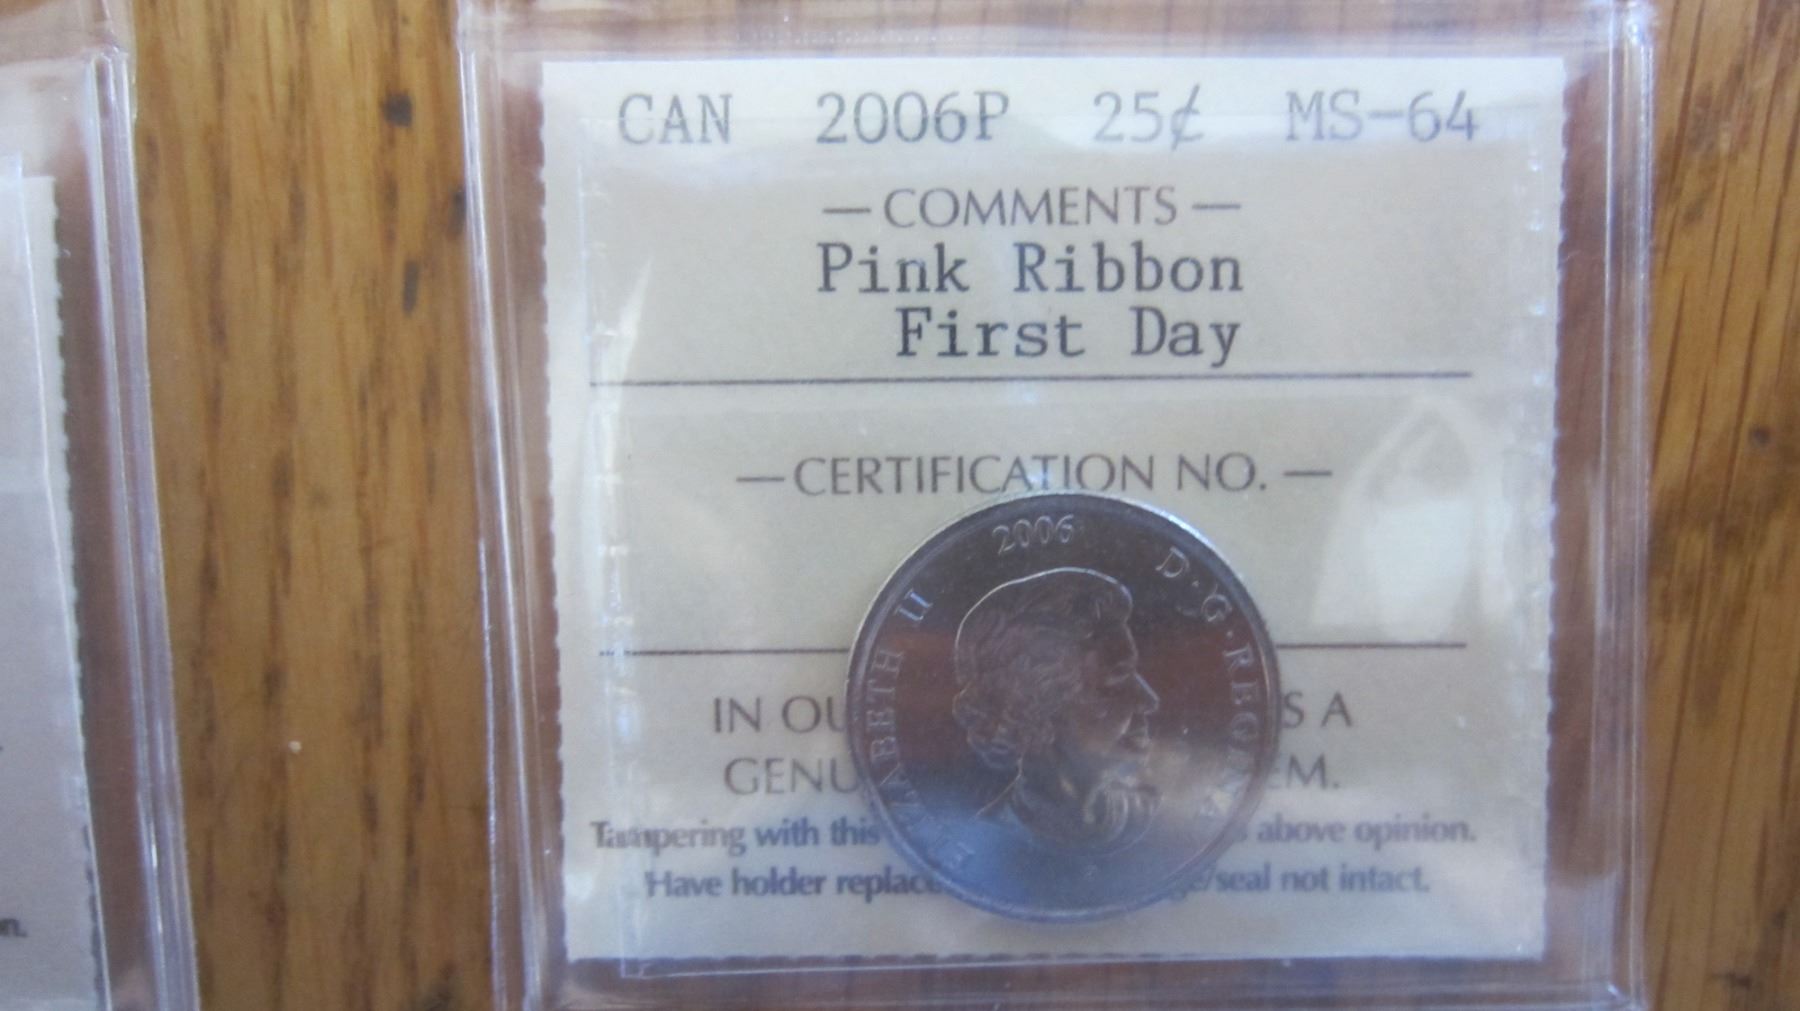 CAN 2006P 25¢ MS-64
— COMMENTS —
Pink Ribbon
First Day
— CERTIFICATION NO. —
2006
ELIZABETH II D·G·REGINA
IN OU S A
GENU EM.
Tampering with this above opinion.
Have holder replac /seal not intact.
n.